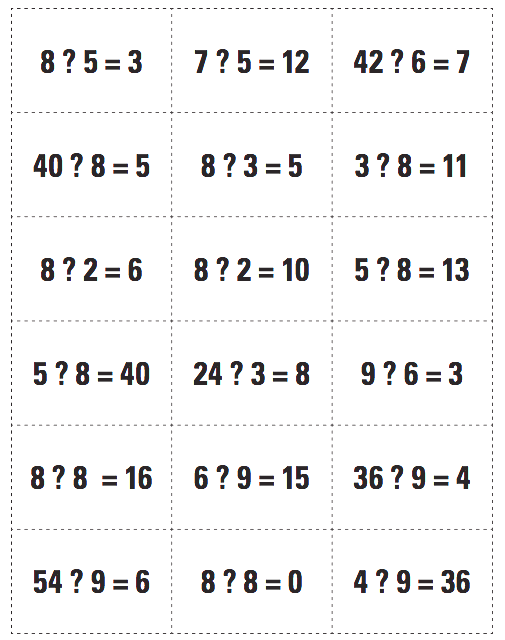 8 ? 5 = 3
7 ? 5 = 12
42 ? 6 = 7
40 ? 8 = 5
8 ? 3 = 5
3 ? 8 = 11
8 ? 2 = 6
8 ? 2 = 10
5 ? 8 = 13
5 ? 8 = 40
24 ? 3 = 8
9 ? 6 = 3
8 ? 8 = 16
6 ? 9 = 15
36 ? 9 = 4
54 ? 9 = 6
8 ? 8 = 0
4 ? 9 = 36